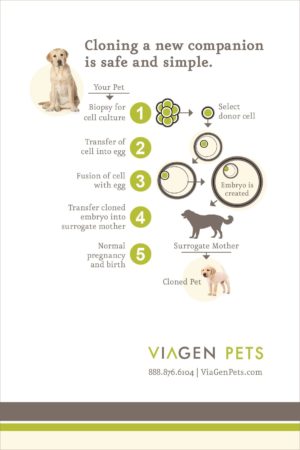 Cloning a new companion
is safe and simple.
Your Pet
Biopsy for
cell culture
1
Select
donor cell
Transfer of
cell into egg
2
Fusion of cell
with egg
3
Embryo is
created
Transfer cloned
embryo into
surrogate mother
4
Normal
pregnancy
and birth
5
Surrogate Mother
Cloned Pet
VIAGEN PETS
888.876.6104 | ViaGenPets.com